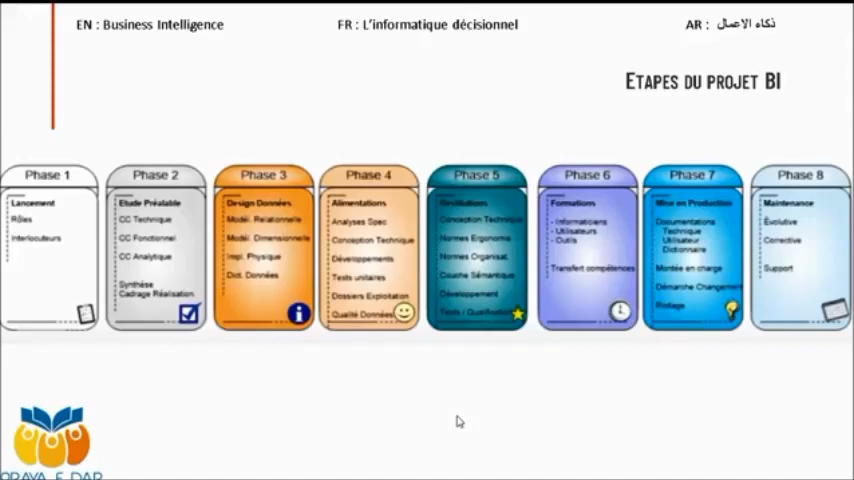 EN : Business Intelligence
FR : L'informatique décisionnel
AR : ذكاء الاعمال
ETAPES DU PROJET BI
Phase 1
Lancement
Rôles
Interlocuteurs
Phase 2
Etude Préalable
CC Technique
CC Fonctionnel
CC Analytique
Synthèse
Cadrage Réalisation
Phase 3
Design Données
Modél. Relationnelle
Modél. Dimensionnelle
Impl. Physique
Dict. Données
Phase 4
Alimentations
Analyses Spec
Conception Technique
Développements
Tests unitaires
Dossiers Exploitation
Qualité Données
Phase 5
Restitutions
Conception Technique
Normes Ergonomie
Normes Organisat.
Couche Sémantique
Développement
Tests / Qualification
Phase 6
Formations
- Informaticiens
- Utilisateurs
- Outils
Transfert compétences
Phase 7
Mise en Production
Documentations
Technique
Utilisateur
Dictionnaire
Montée en charge
Démarche Changement
Rodage
Phase 8
Maintenance
Évolutive
Corrective
Support